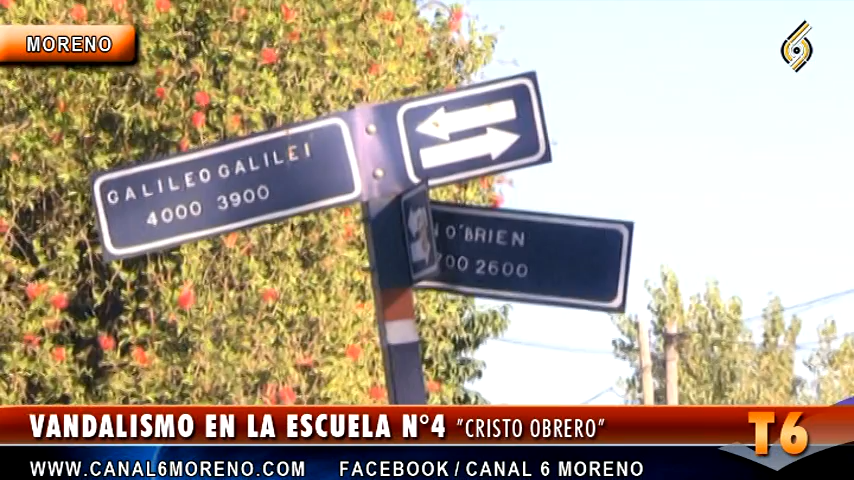 MORENO
6
GALILEO GALILEI
4000 3900
O'BRIEN
2600
VANDALISMO EN LA ESCUELA N°4 "CRISTO OBRERO"
T6
WWW.CANAL6MORENO.COM FACEBOOK / CANAL 6 MORENO